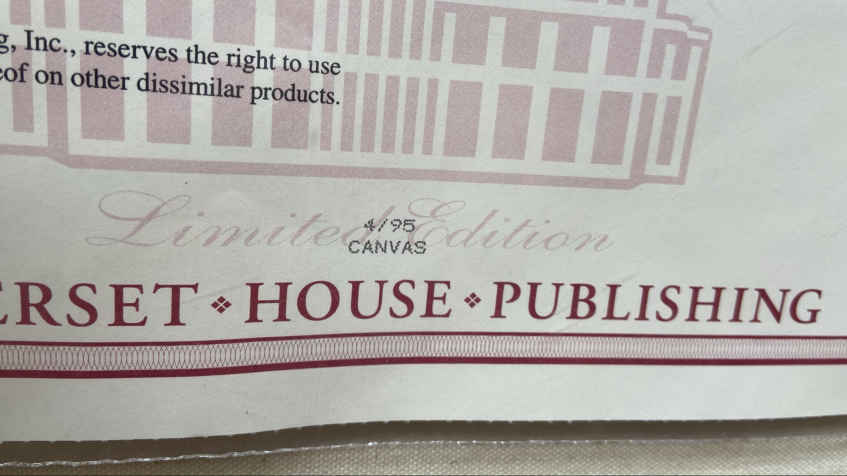 g, Inc., reserves the right to use
eof on other dissimilar products.
Limited Edition
4/95
CANVAS
ERSET HOUSE PUBLISHING